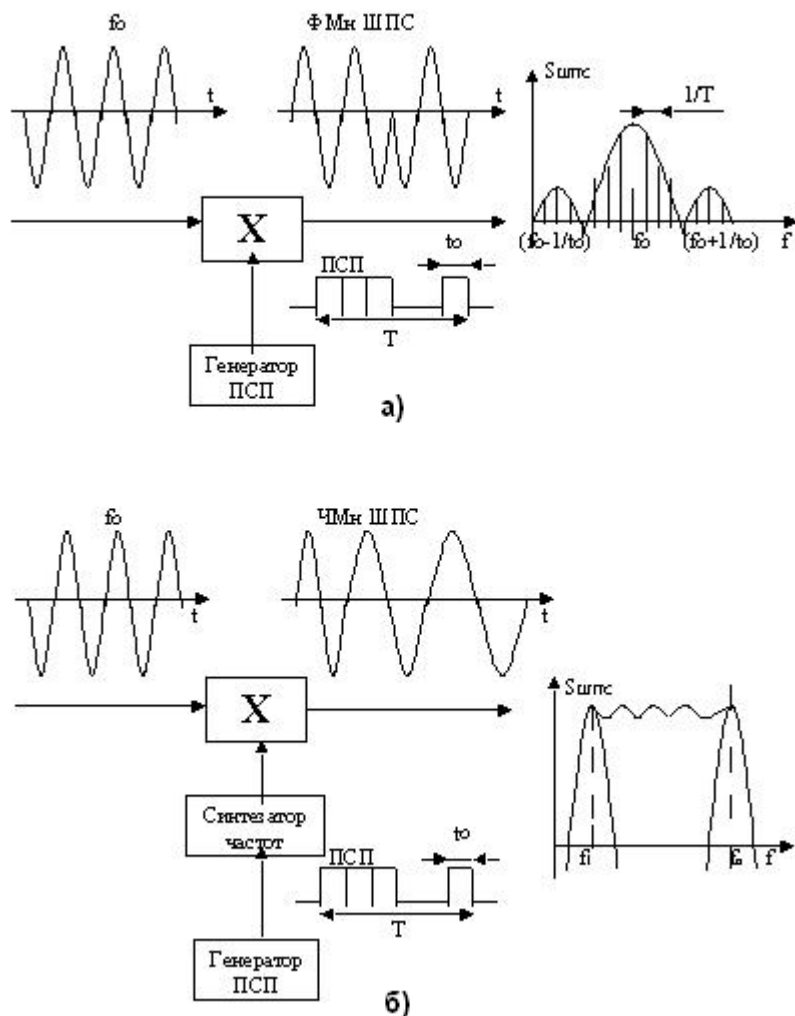 fo
ФМн ШПС
t
t
Sшпс
1/T
(fo-1/to)
fo
(fo+1/to)
f
X
to
ПСП
T
Генератор
ПСП
а)
fo
ЧМн ШПС
t
t
Sшпс
X
Синтезатор
частот
to
ПСП
T
fi
f
Генератор
ПСП
б)